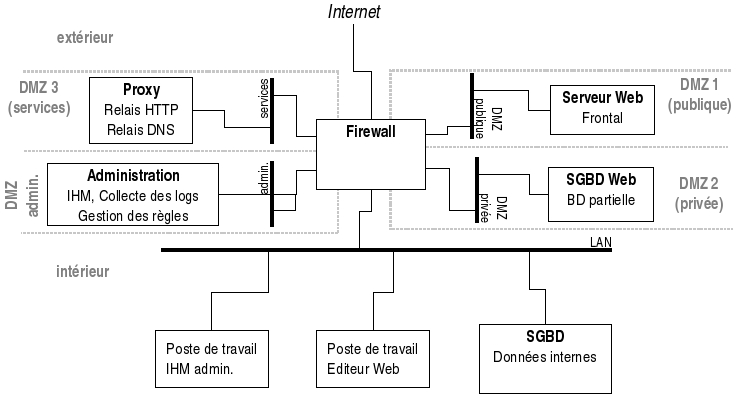 Internet
extérieur
DMZ 3
(services)
Proxy
Relais HTTP
Relais DNS
services
Firewall
DMZ
publique
Serveur Web
Frontal
DMZ 1
(publique)
DMZ
admin.
Administration
IHM, Collecte des logs
Gestion des règles
admin.
DMZ
privée
SGBD Web
BD partielle
DMZ 2
(privée)
LAN
intérieur
Poste de travail
IHM admin.
Poste de travail
Editeur Web
SGBD
Données internes